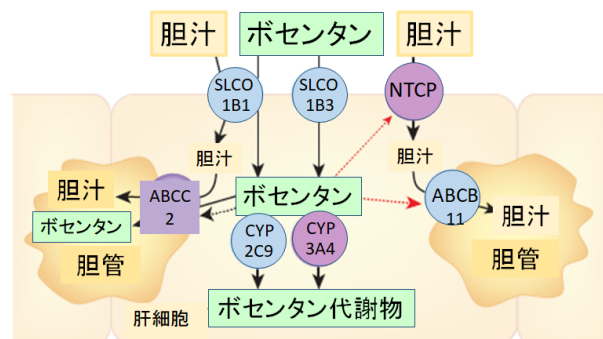 胆汁
ボセンタン
胆汁
SLCO
1B1
SLCO
1B3
NTCP
胆汁
胆汁
胆汁
ABCC
2
ボセンタン
ABCB
11
胆汁
ボセンタン
胆管
CYP
2C9
CYP
3A4
胆管
肝細胞
ボセンタン代謝物